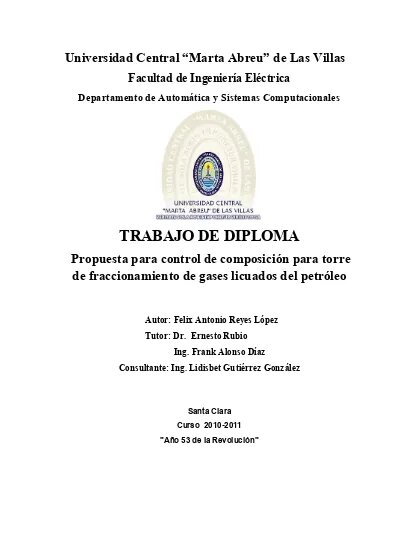 Universidad Central “Marta Abreu” de Las Villas
Facultad de Ingeniería Eléctrica
Departamento de Automática y Sistemas Computacionales
UNIVERSIDAD CENTRAL
"MARTA ABREU" DE LAS VILLAS
TRABAJO DE DIPLOMA
Propuesta para control de composición para torre
de fraccionamiento de gases licuados del petróleo
Autor: Felix Antonio Reyes López
Tutor: Dr. Ernesto Rubio
Ing. Frank Alonso Díaz
Consultante: Ing. Lidisbet Gutiérrez González
Santa Clara
Curso 2010-2011
"Año 53 de la Revolución"